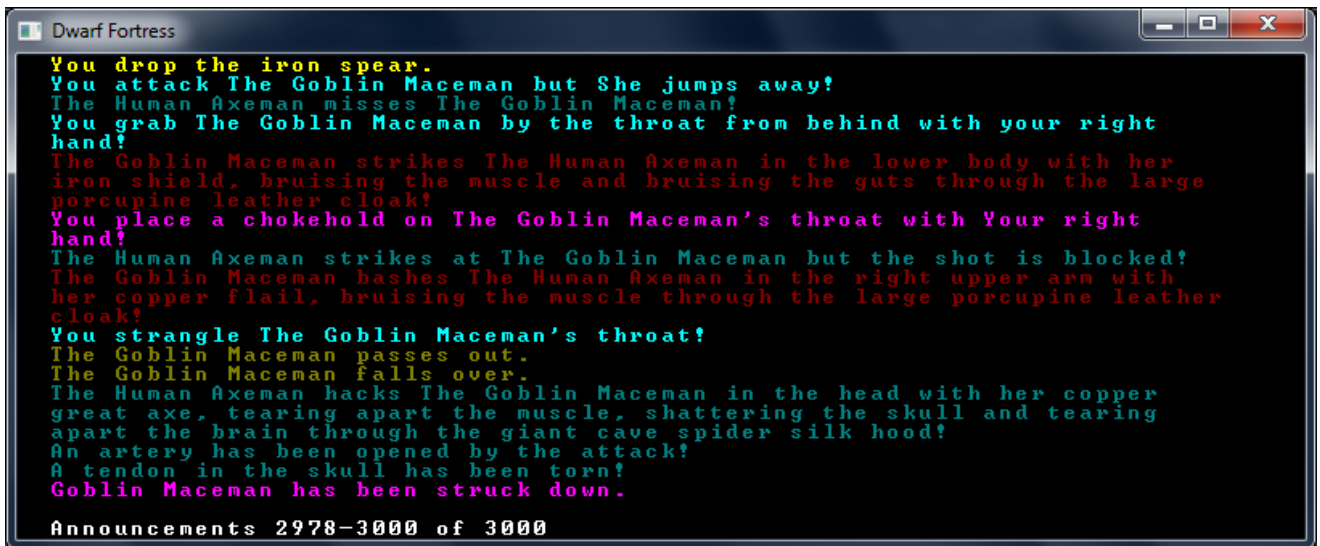 Dwarf Fortress
You drop the iron spear.
You attack The Goblin Maceman but She jumps away!
The Human Axeman misses The Goblin Maceman!
You grab The Goblin Maceman by the throat from behind with your right
hand!
The Goblin Maceman strikes The Human Axeman in the lower body with her
iron shield, bruising the muscle and bruising the guts through the large
porcupine leather cloak!
You place a chokehold on The Goblin Maceman's throat with Your right
hand!
The Human Axeman strikes at The Goblin Maceman but the shot is blocked!
The Goblin Maceman bashes The Human Axeman in the right upper arm with
her copper flail, bruising the muscle through the large porcupine leather
cloak!
You strangle The Goblin Maceman's throat!
The Goblin Maceman passes out.
The Goblin Maceman falls over.
The Human Axeman hacks The Goblin Maceman in the head with her copper
great axe, tearing apart the muscle, shattering the skull and tearing
apart the brain through the giant cave spider silk hood!
An artery has been opened by the attack!
A tendon in the skull has been torn!
Goblin Maceman has been struck down.
Announcements 2978-3000 of 3000